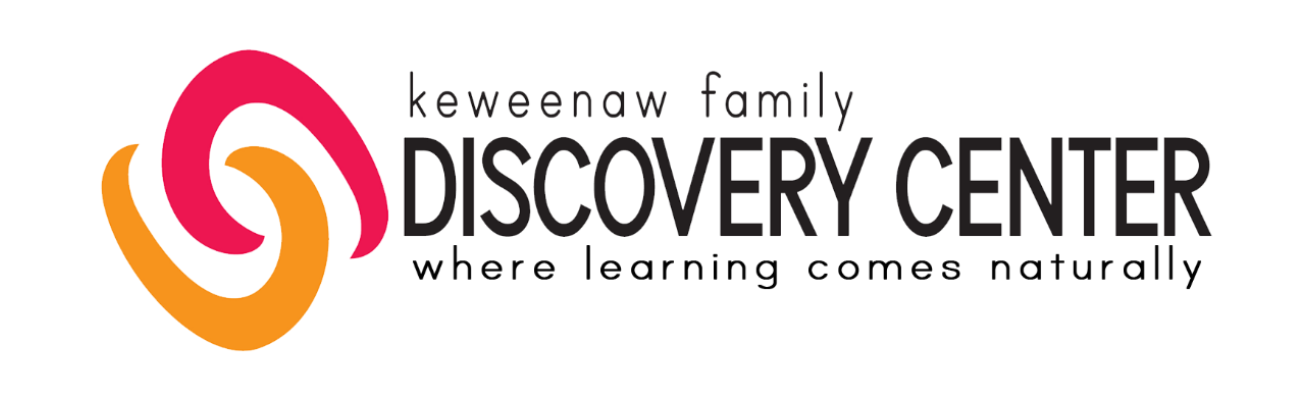 keweenaw family
DISCOVERY CENTER
where learning comes naturally